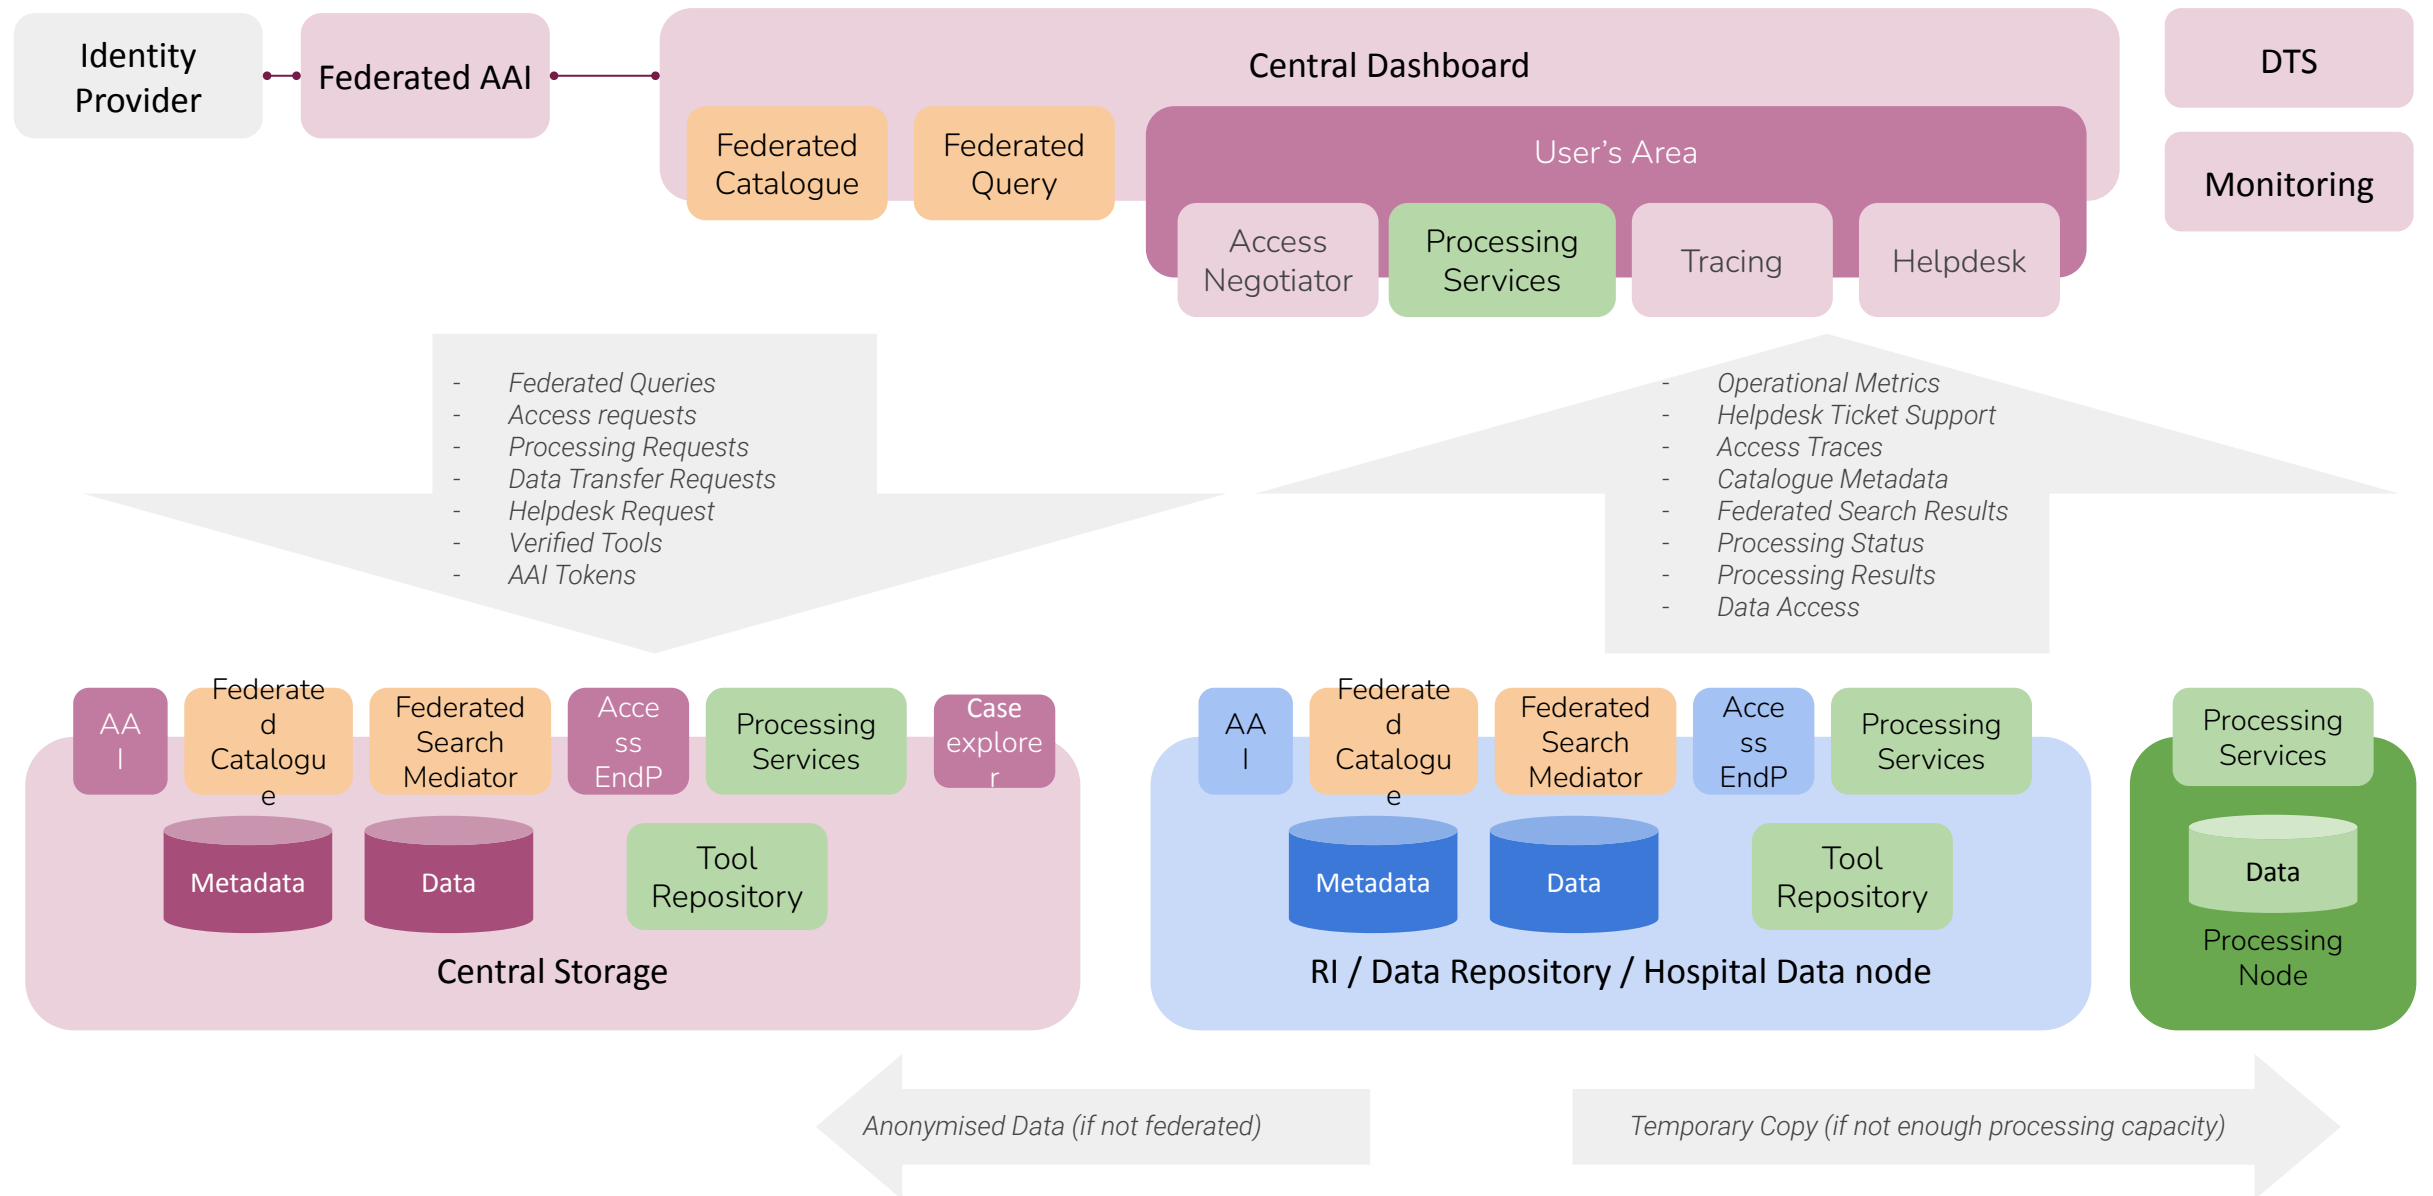 Identity
Provider
Federated AAI
Central Dashboard
DTS
Monitoring
Federated
Catalogue
Federated
Query
User's Area
Access
Negotiator
Processing
Services
Tracing
Helpdesk
- Federated Queries
- Access requests
- Processing Requests
- Data Transfer Requests
- Helpdesk Request
- Verified Tools
- AAI Tokens
- Operational Metrics
- Helpdesk Ticket Support
- Access Traces
- Catalogue Metadata
- Federated Search Results
- Processing Status
- Processing Results
- Data Access
AA
I
Federate
d
Catalogu
e
Federated
Search
Mediator
Acce
ss
EndP
Processing
Services
Case
explore
r
Metadata
Data
Tool
Repository
Central Storage
AA
I
Federate
d
Catalogu
e
Federated
Search
Mediator
Acce
ss
EndP
Processing
Services
Metadata
Data
Tool
Repository
RI / Data Repository / Hospital Data node
Processing
Services
Data
Processing
Node
Anonymised Data (if not federated)
Temporary Copy (if not enough processing capacity)